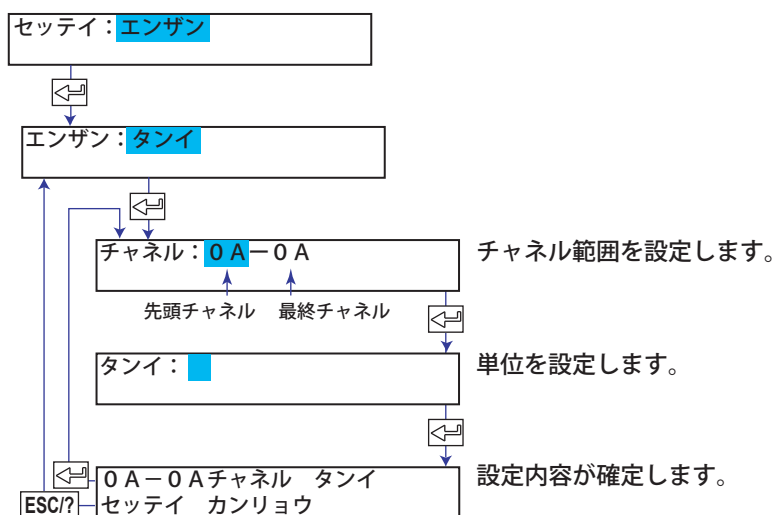 セッテイ：エンザン
エンザン：タンイ
チャネル：０Ａ－０Ａ
チャネル範囲を設定します。
先頭チャネル　最終チャネル
タンイ：
単位を設定します。
０Ａ－０Ａチャネル　タンイ
設定内容が確定します。
ESC/?
セッテイ　カンリョウ